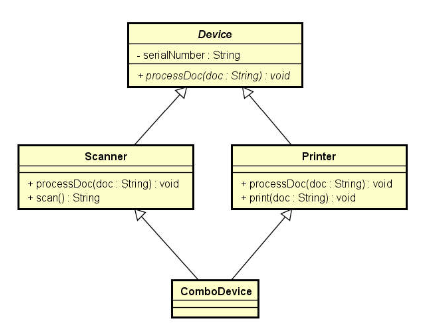 Device
- serialNumber : String
+ processDoc(doc : String) : void
Scanner
+ processDoc(doc : String) : void
+ scan() : String
Printer
+ processDoc(doc : String) : void
+ print(doc : String) : void
ComboDevice